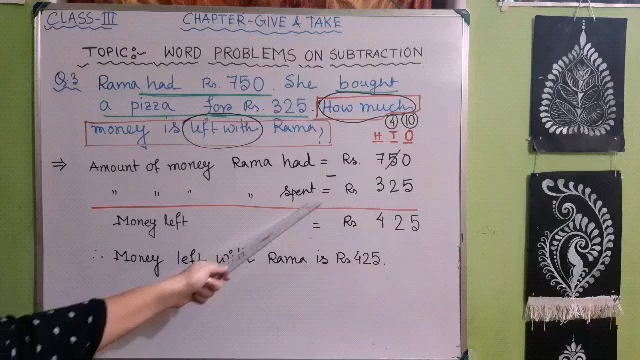 CLASS-III CHAPTER-GIVE & TAKE
TOPIC:- WORD PROBLEMS ON SUBTRACTION
Q.3 Rama had Rs. 750. She bought
a pizza for Rs. 325. How much
money is left with Rama?
4 10
H T O
⇒ Amount of money Rama had = Rs. 750
" " " " Spent = Rs 325
—
Money left = Rs 425
∴ Money left with Rama is Rs 425.